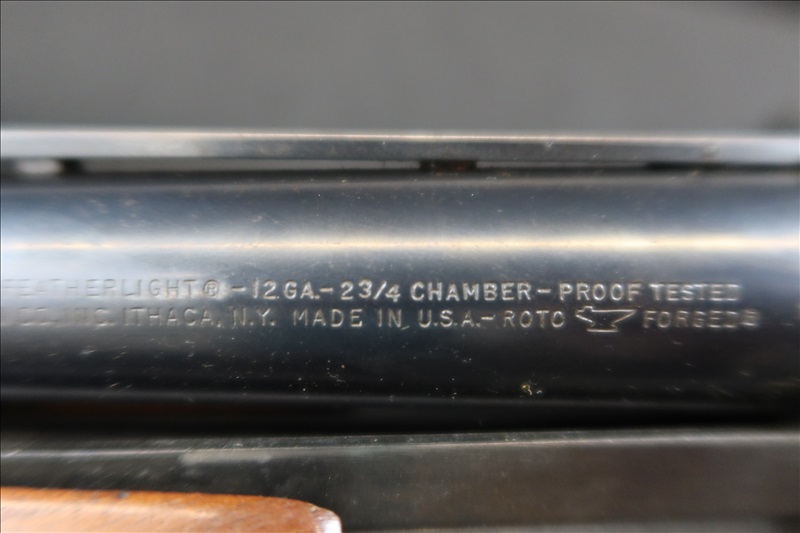 FEATHERLIGHT® -12 GA.- 2 3/4 CHAMBER-PROOF TESTED
CO. INC. ITHACA, N.Y. MADE IN U.S.A.-ROTO FORGED®